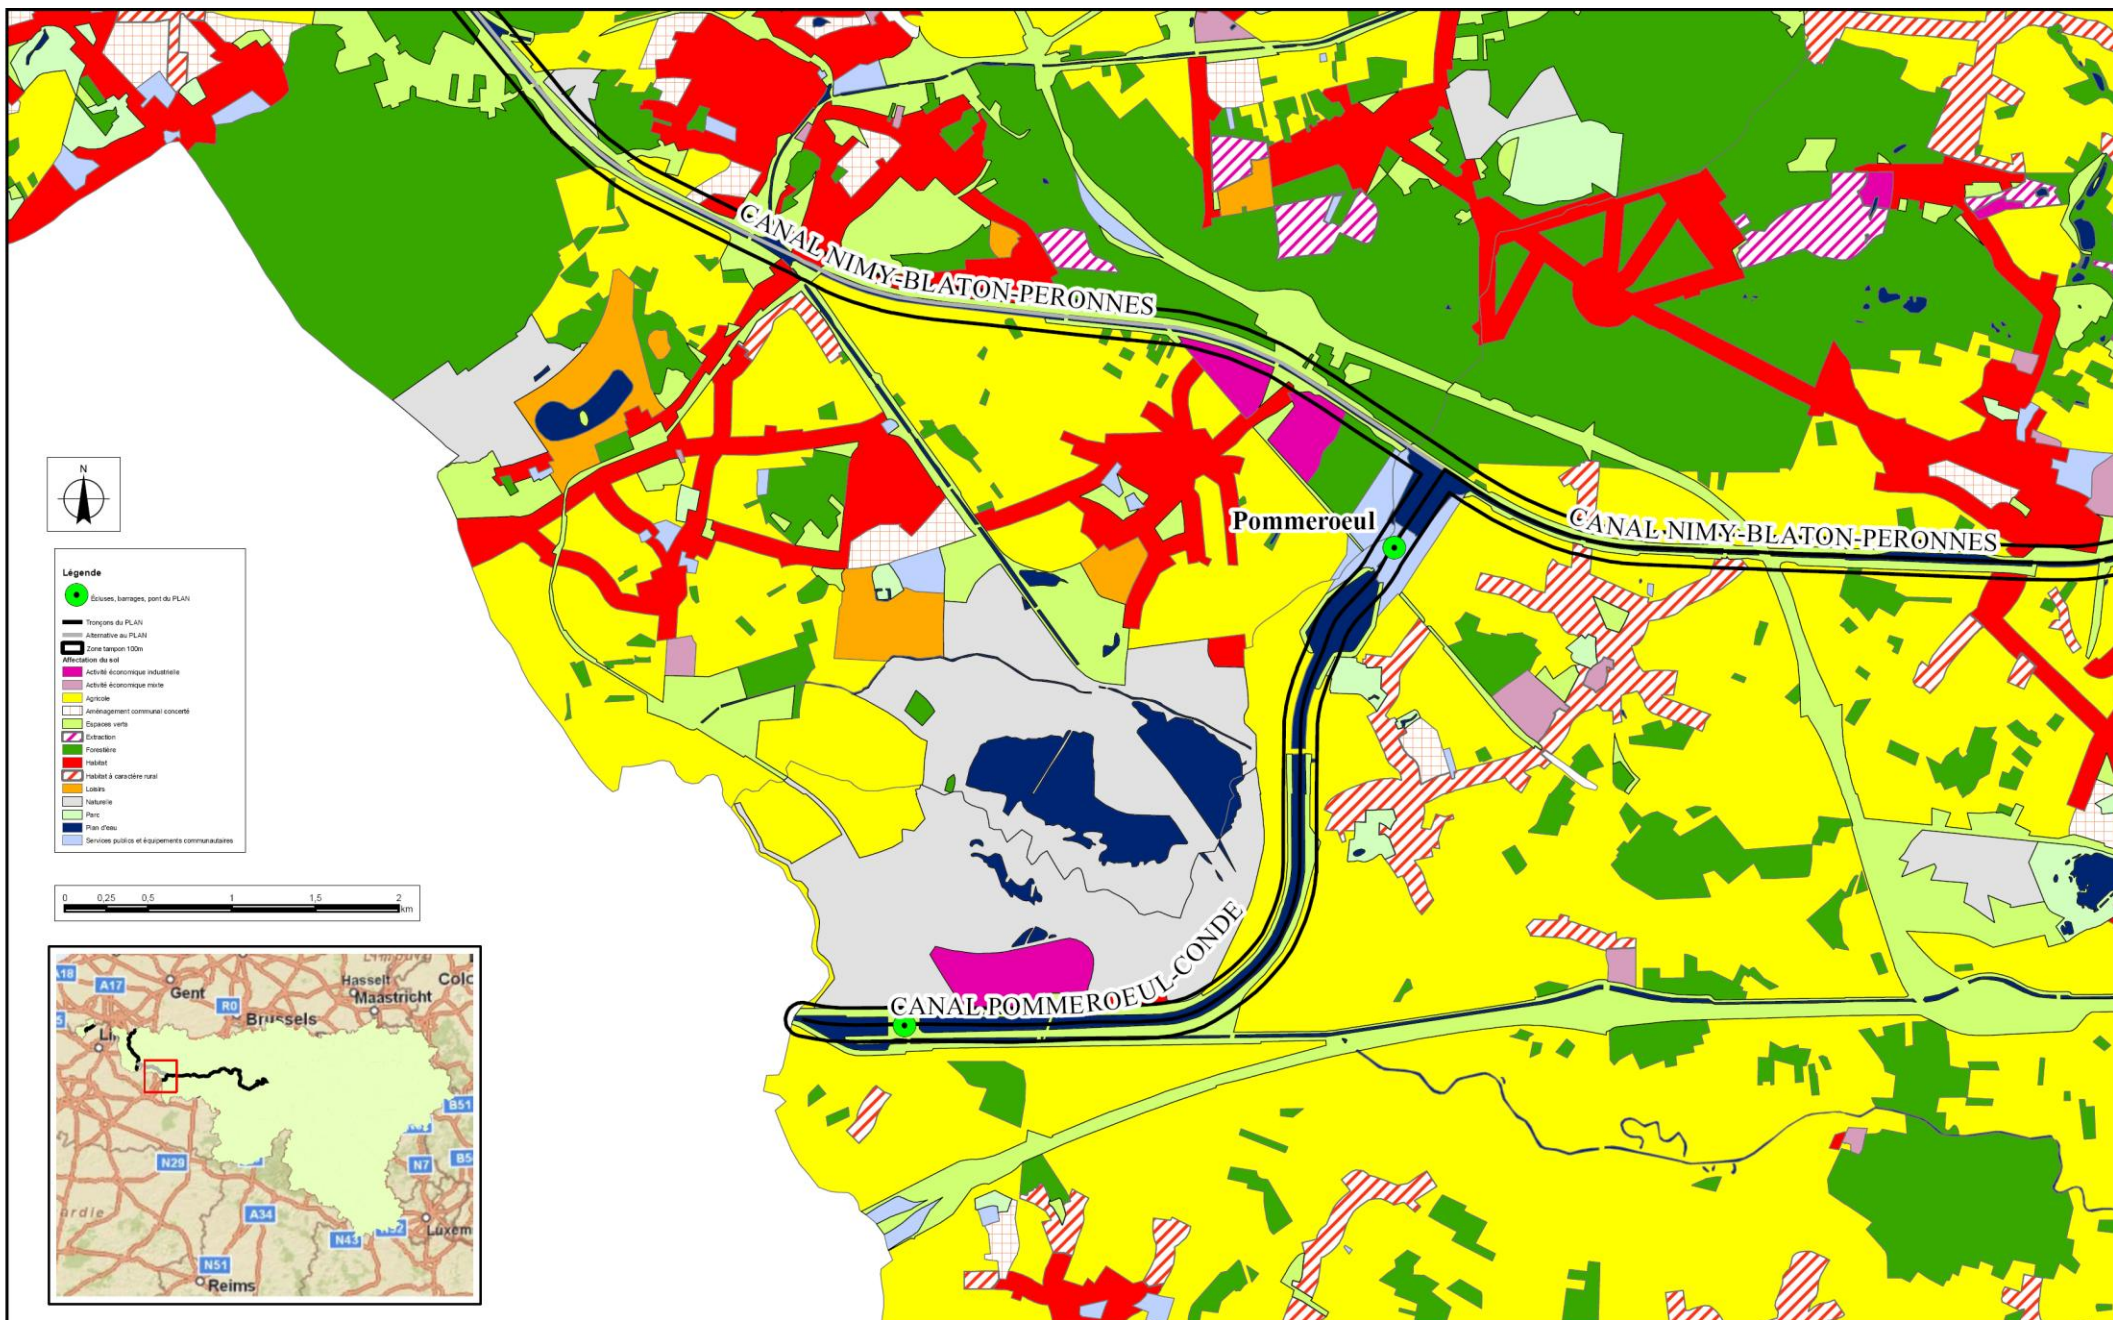 CANAL NIMY-BLATON-PERONNES
Pommeroeul
CANAL NIMY-BLATON-PERONNES
CANAL POMMEROEUL-CONDE
N
Légende
Écluses, barrages, pont du PLAN
Tronçons du PLAN
Alternative au PLAN
Zone tampon 100m
Affectation du sol
Activité économique industrielle
Activité économique mixte
Agricole
Aménagement communal concerté
Espaces verts
Extraction
Forestière
Habitat
Habitat à caractère rural
Loisirs
Naturelle
Parc
Plan d'eau
Services publics et équipements communautaires
0 0,25 0,5 1 1,5 2
km
A17
Gent
Hasselt
Maastricht
R0
Brussels
B51
N29
N7
A34
N43
N51
Reims